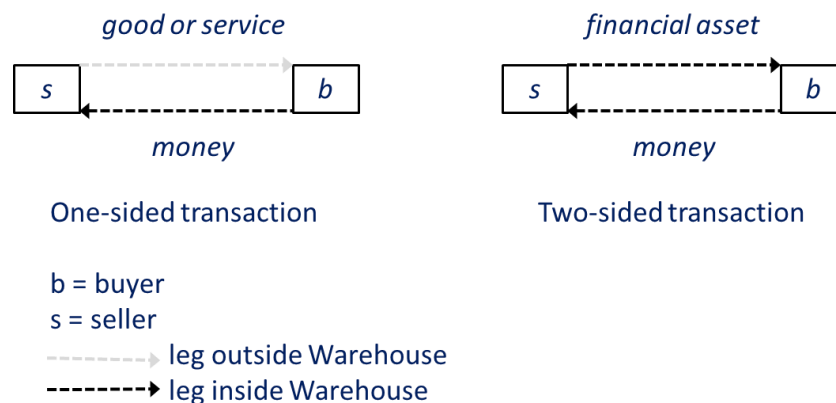 good or service
s
b
money
One-sided transaction
financial asset
s
b
money
Two-sided transaction
b = buyer
s = seller
leg outside Warehouse
leg inside Warehouse